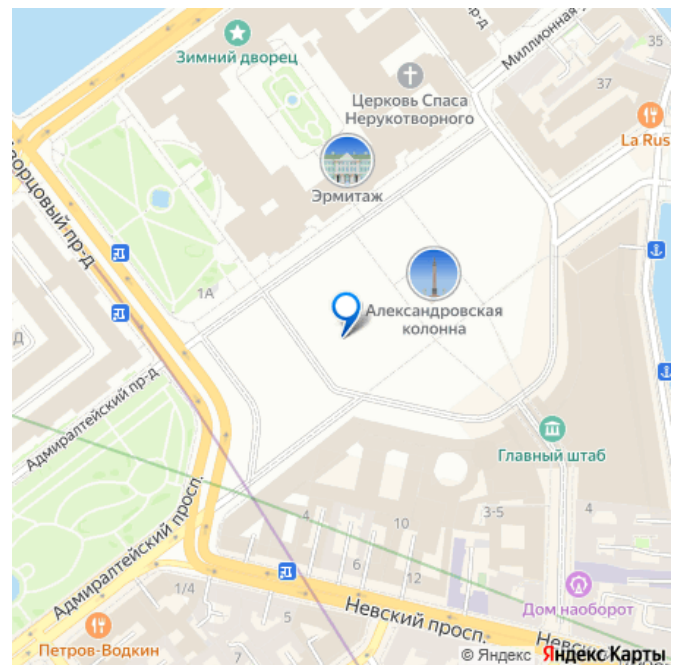 Зимний дворец
Миллионная ул.
35
37
Церковь Спаса
Нерукотворного
La Rus
Эрмитаж
Дворцовый пр-д
1А
Александровская
колонна
Д
Адмиралтейский пр-д
Главный штаб
Адмиралтейский просп.
4
10
3-5
4
6
12
1/4
5
7
Невский просп.
Дом наоборот
Невский
Петров-Водкин
© Яндекс Яндекс Карты